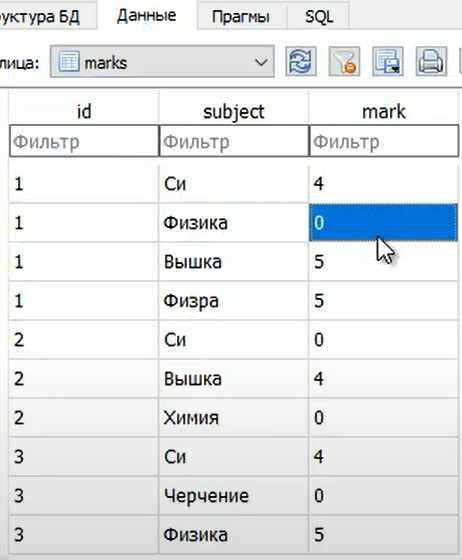 руктура БД Данные Прагмы SQL
лица: marks
id subject mark
Фильтр Фильтр Фильтр
1 Си 4
1 Физика 0
1 Вышка 5
1 Физра 5
2 Си 0
2 Вышка 4
2 Химия 0
3 Си 4
3 Черчение 0
3 Физика 5